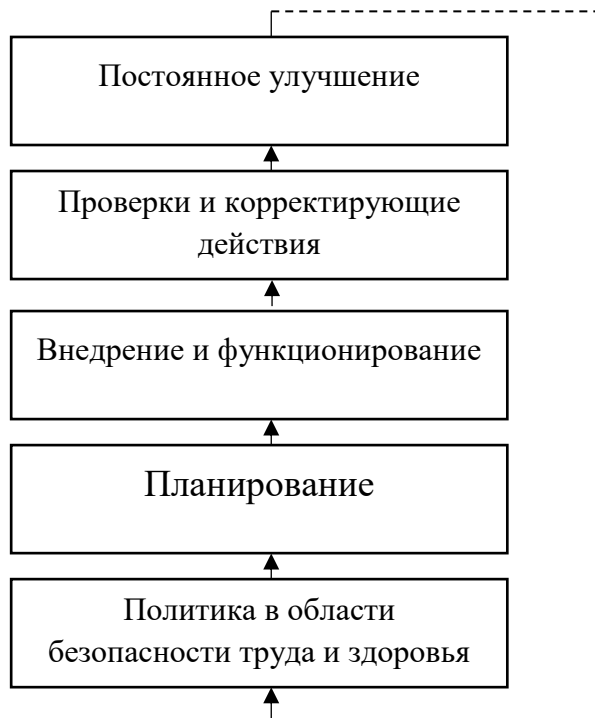 Постоянное улучшение
Проверки и корректирующие
действия
Внедрение и функционирование
Планирование
Политика в области
безопасности труда и здоровья